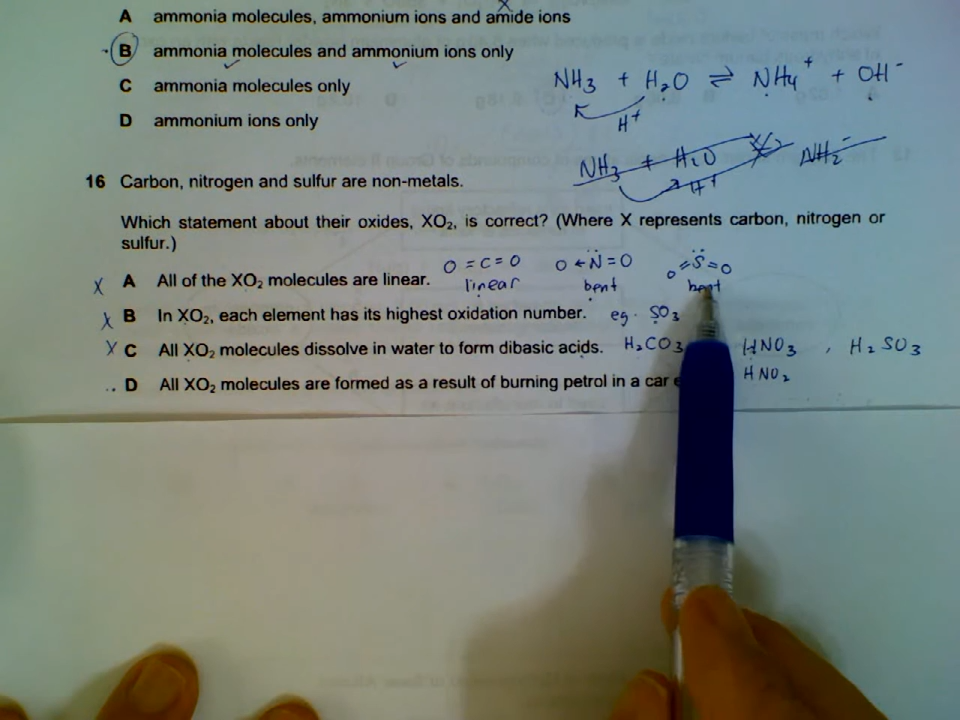 A ammonia molecules, ammonium ions and amide ions
B ammonia molecules and ammonium ions only
C ammonia molecules only
D ammonium ions only
NH₃ + H₂O ⇌ NH₄⁺ + OH⁻
H⁺
NH₃ + H₂O NH₂⁻
H⁺
16 Carbon, nitrogen and sulfur are non-metals.
Which statement about their oxides, XO₂, is correct? (Where X represents carbon, nitrogen or
sulfur.)
O = C = O O ← N = O O = S = O
X A All of the XO₂ molecules are linear. linear bent bent
X B In XO₂, each element has its highest oxidation number. eg. SO₃
X C All XO₂ molecules dissolve in water to form dibasic acids. H₂CO₃ HNO₃ , H₂SO₃
HNO₂
D All XO₂ molecules are formed as a result of burning petrol in a car